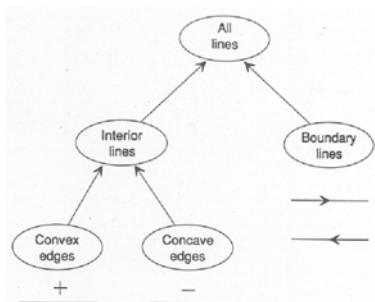 All
lines
Interior
lines
Boundary
lines
Convex
edges
Concave
edges
+
−